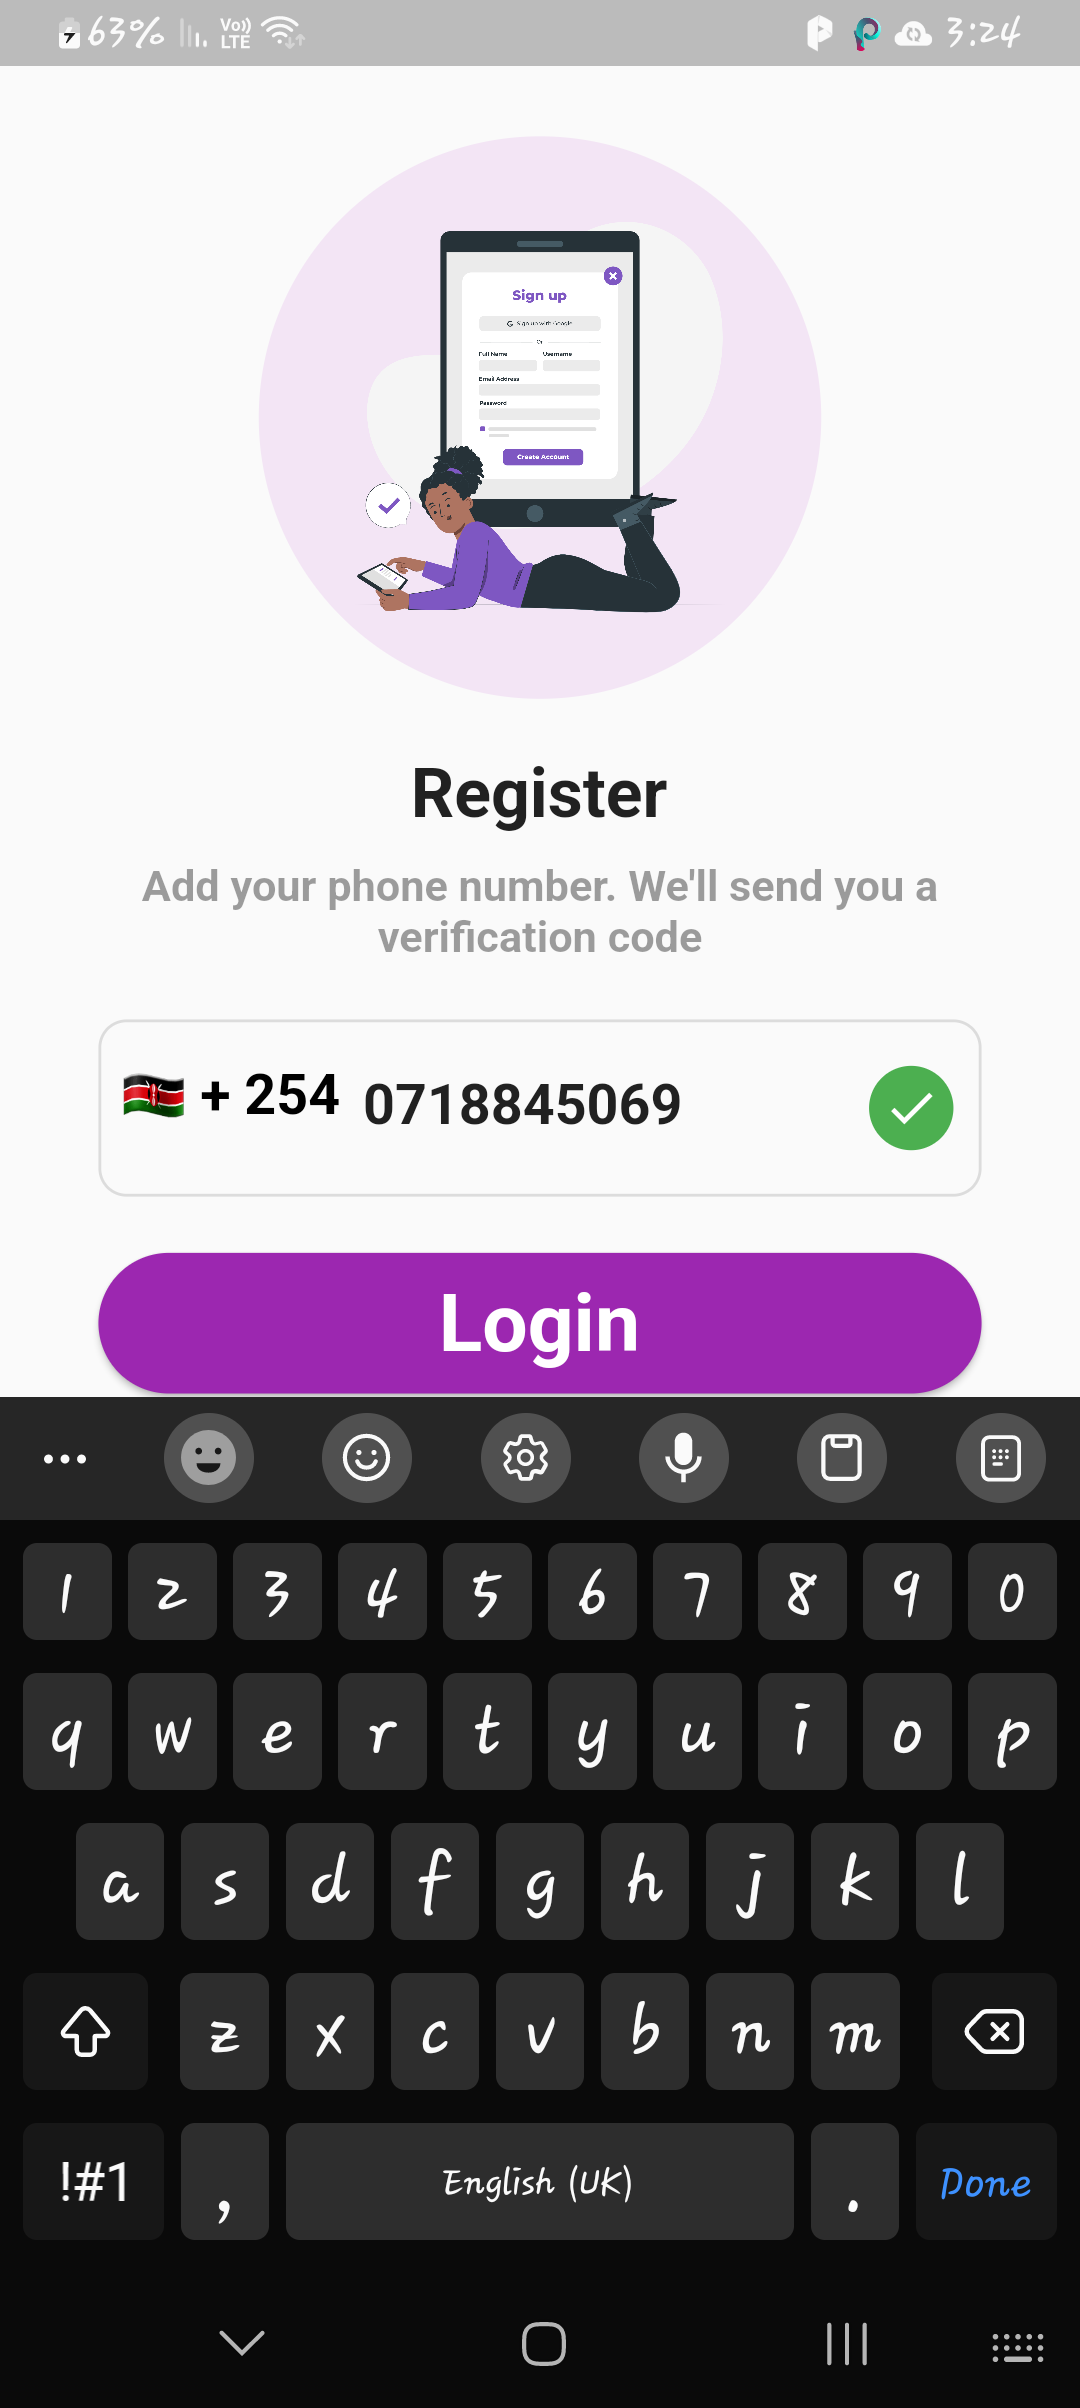 63% Vo)) LTE 3:24
Sign up
Sign up with Google
Or
Full Name Username
Email Address
Password
Create Account
Register
Add your phone number. We'll send you a
verification code
+ 254 0718845069
Login
1 2 3 4 5 6 7 8 9 0
q w e r t y u i o p
a s d f g h j k l
z x c v b n m
!#1 , English (UK) . Done